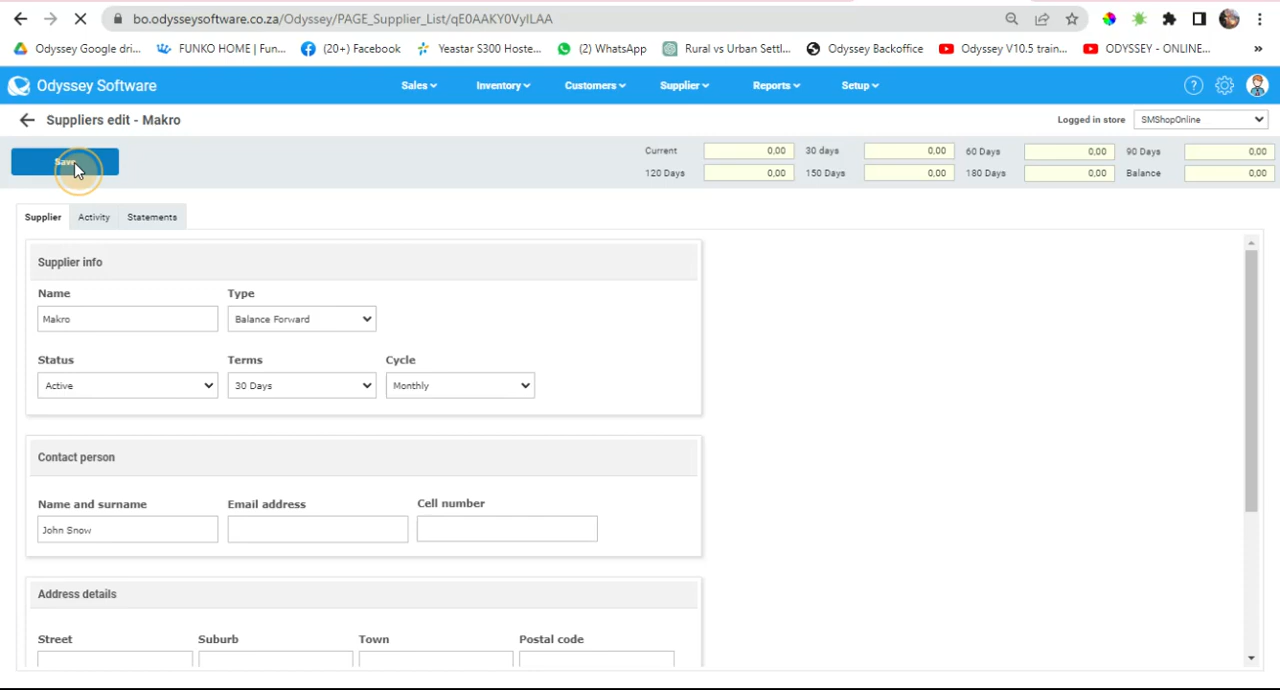 bo.odysseysoftware.co.za/Odyssey/PAGE_Supplier_List/qE0AAKY0VyILAA
Odyssey Google dri... FUNKO HOME | Fun... (20+) Facebook Yeastar S300 Hoste... (2) WhatsApp Rural vs Urban Settl... Odyssey Backoffice Odyssey V10.5 train... ODYSSEY - ONLINE... »
Odyssey Software Sales Inventory Customers Supplier Reports Setup ?
Suppliers edit - Makro Logged in store SMShopOnline
Save Current 0,00 30 days 0,00 60 Days 0,00 90 Days 0,00
120 Days 0,00 150 Days 0,00 180 Days 0,00 Balance 0,00
Supplier Activity Statements
Supplier info
Name Type
Makro Balance Forward
Status Terms Cycle
Active 30 Days Monthly
Contact person
Name and surname Email address Cell number
John Snow
Address details
Street Suburb Town Postal code